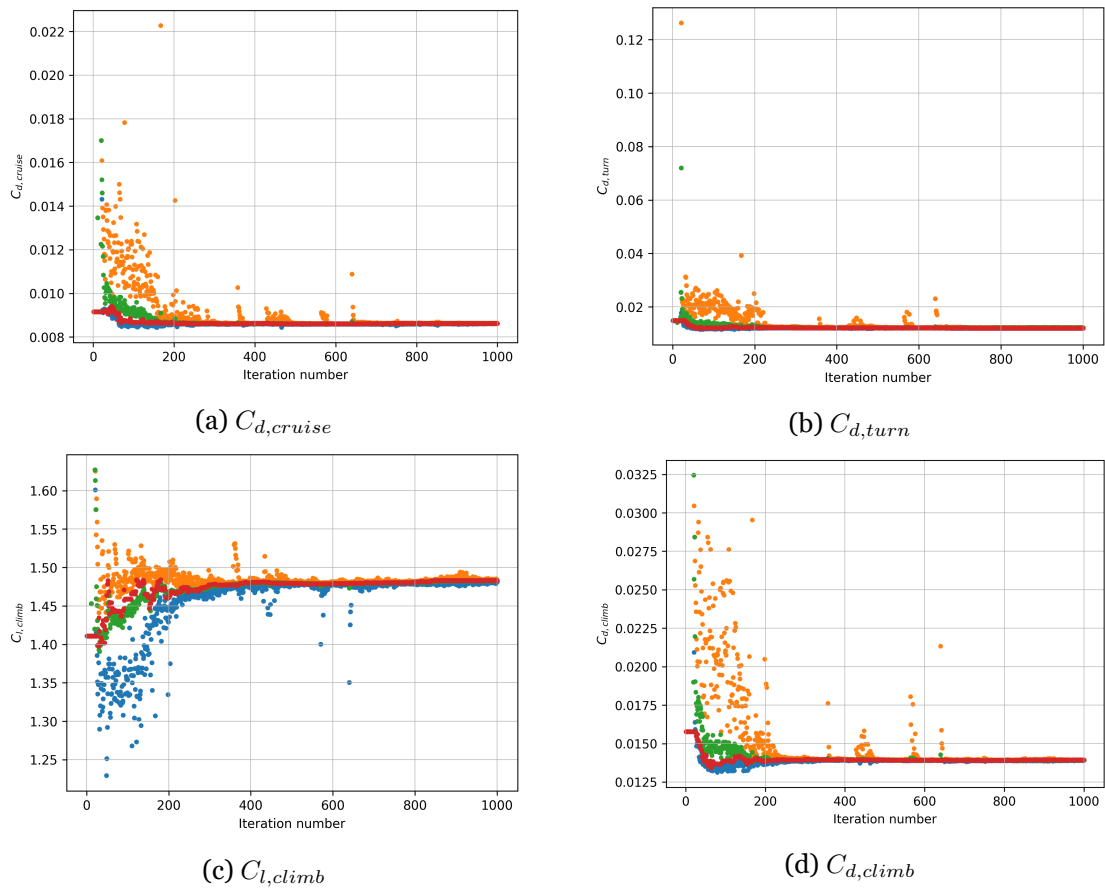 0.022
0.020
0.018
0.016
0.014
0.012
0.010
0.008
C_{d,cruise}
0 200 400 600 800 1000
Iteration number
(a) C_{d,cruise}
0.12
0.10
0.08
0.06
0.04
0.02
C_{d,turn}
0 200 400 600 800 1000
Iteration number
(b) C_{d,turn}
1.60
1.55
1.50
1.45
1.40
1.35
1.30
1.25
C_{l,climb}
0 200 400 600 800 1000
Iteration number
(c) C_{l,climb}
0.0325
0.0300
0.0275
0.0250
0.0225
0.0200
0.0175
0.0150
0.0125
C_{d,climb}
0 200 400 600 800 1000
Iteration number
(d) C_{d,climb}